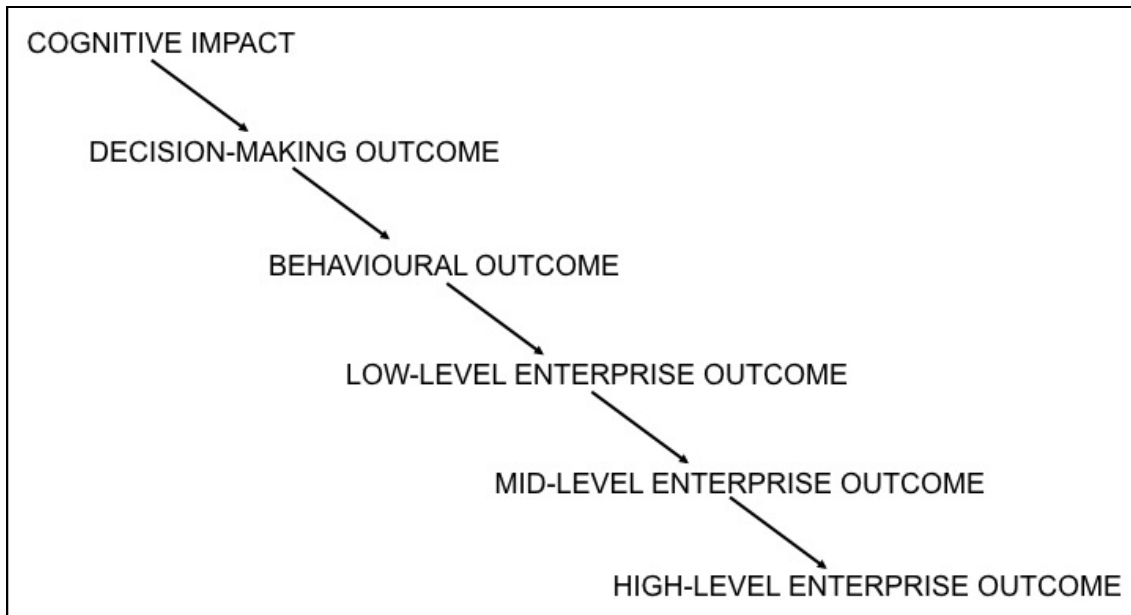 COGNITIVE IMPACT
DECISION-MAKING OUTCOME
BEHAVIOURAL OUTCOME
LOW-LEVEL ENTERPRISE OUTCOME
MID-LEVEL ENTERPRISE OUTCOME
HIGH-LEVEL ENTERPRISE OUTCOME